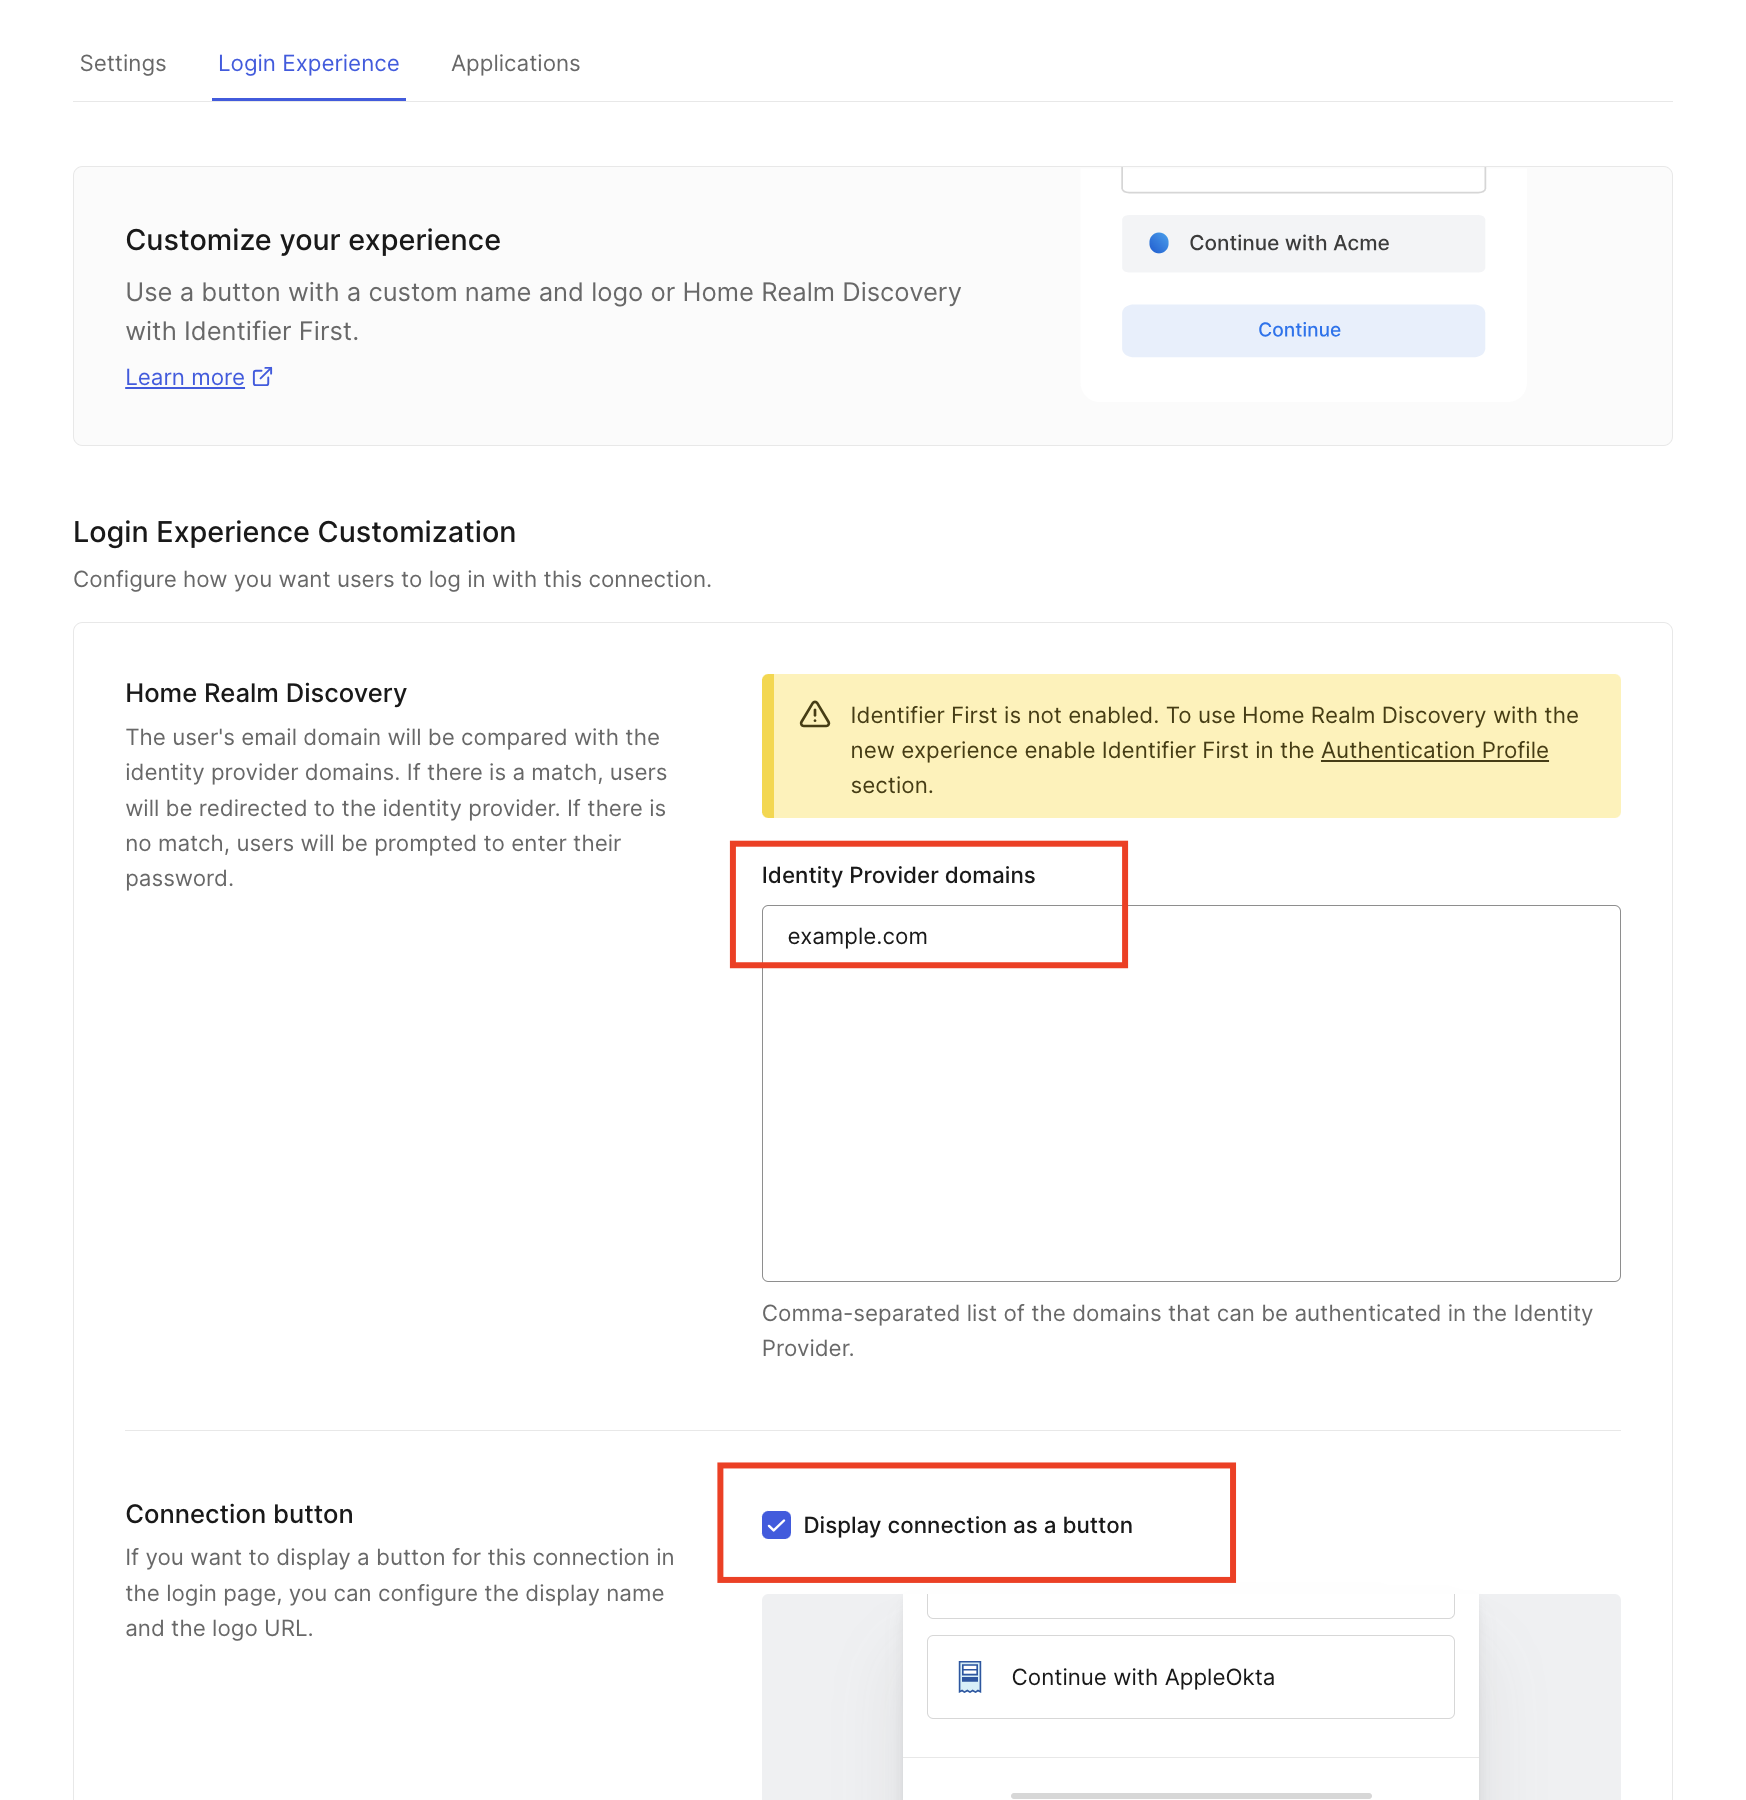 Settings
Login Experience
Applications
Customize your experience
Use a button with a custom name and logo or Home Realm Discovery
with Identifier First.
Learn more
Continue with Acme
Continue
Login Experience Customization
Configure how you want users to log in with this connection.
Home Realm Discovery
The user's email domain will be compared with the
identity provider domains. If there is a match, users
will be redirected to the identity provider. If there is
no match, users will be prompted to enter their
password.
Identifier First is not enabled. To use Home Realm Discovery with the
new experience enable Identifier First in the Authentication Profile
section.
Identity Provider domains
example.com
Comma-separated list of the domains that can be authenticated in the Identity
Provider.
Connection button
If you want to display a button for this connection in
the login page, you can configure the display name
and the logo URL.
Display connection as a button
Continue with AppleOkta